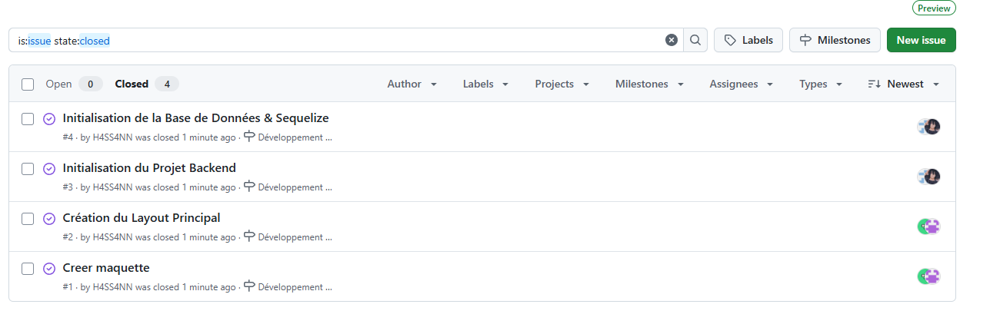 Preview
is:issue state:closed
Labels
Milestones
New issue
Open 0 Closed 4 Author Labels Projects Milestones Assignees Types Newest
Initialisation de la Base de Données & Sequelize
#4 · by H4SS4NN was closed 1 minute ago · Développement ...
Initialisation du Projet Backend
#3 · by H4SS4NN was closed 1 minute ago · Développement ...
Création du Layout Principal
#2 · by H4SS4NN was closed 1 minute ago · Développement ...
Creer maquette
#1 · by H4SS4NN was closed 1 minute ago · Développement ...